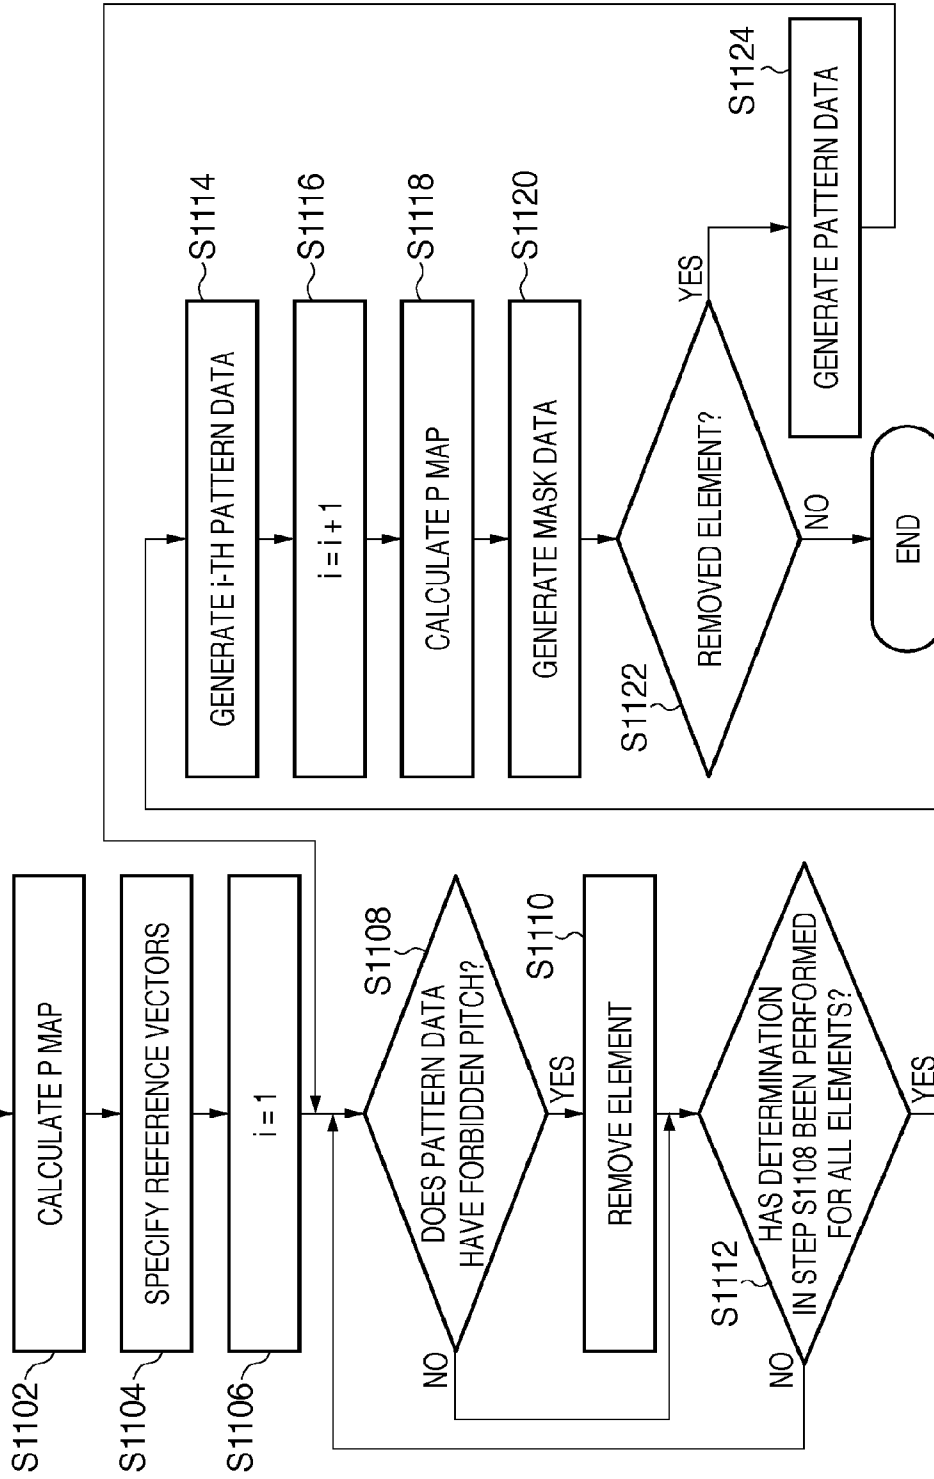 S1102
CALCULATE P MAP
S1104
SPECIFY REFERENCE VECTORS
S1106
i = 1
S1108
DOES PATTERN DATA
HAVE FORBIDDEN PITCH?
NO
YES
S1110
REMOVE ELEMENT
S1112
HAS DETERMINATION
IN STEP S1108 BEEN PERFORMED
FOR ALL ELEMENTS?
NO
YES
S1114
GENERATE i-TH PATTERN DATA
S1116
i = i + 1
S1118
CALCULATE P MAP
S1120
GENERATE MASK DATA
S1122
REMOVED ELEMENT?
YES
NO
S1124
GENERATE PATTERN DATA
END